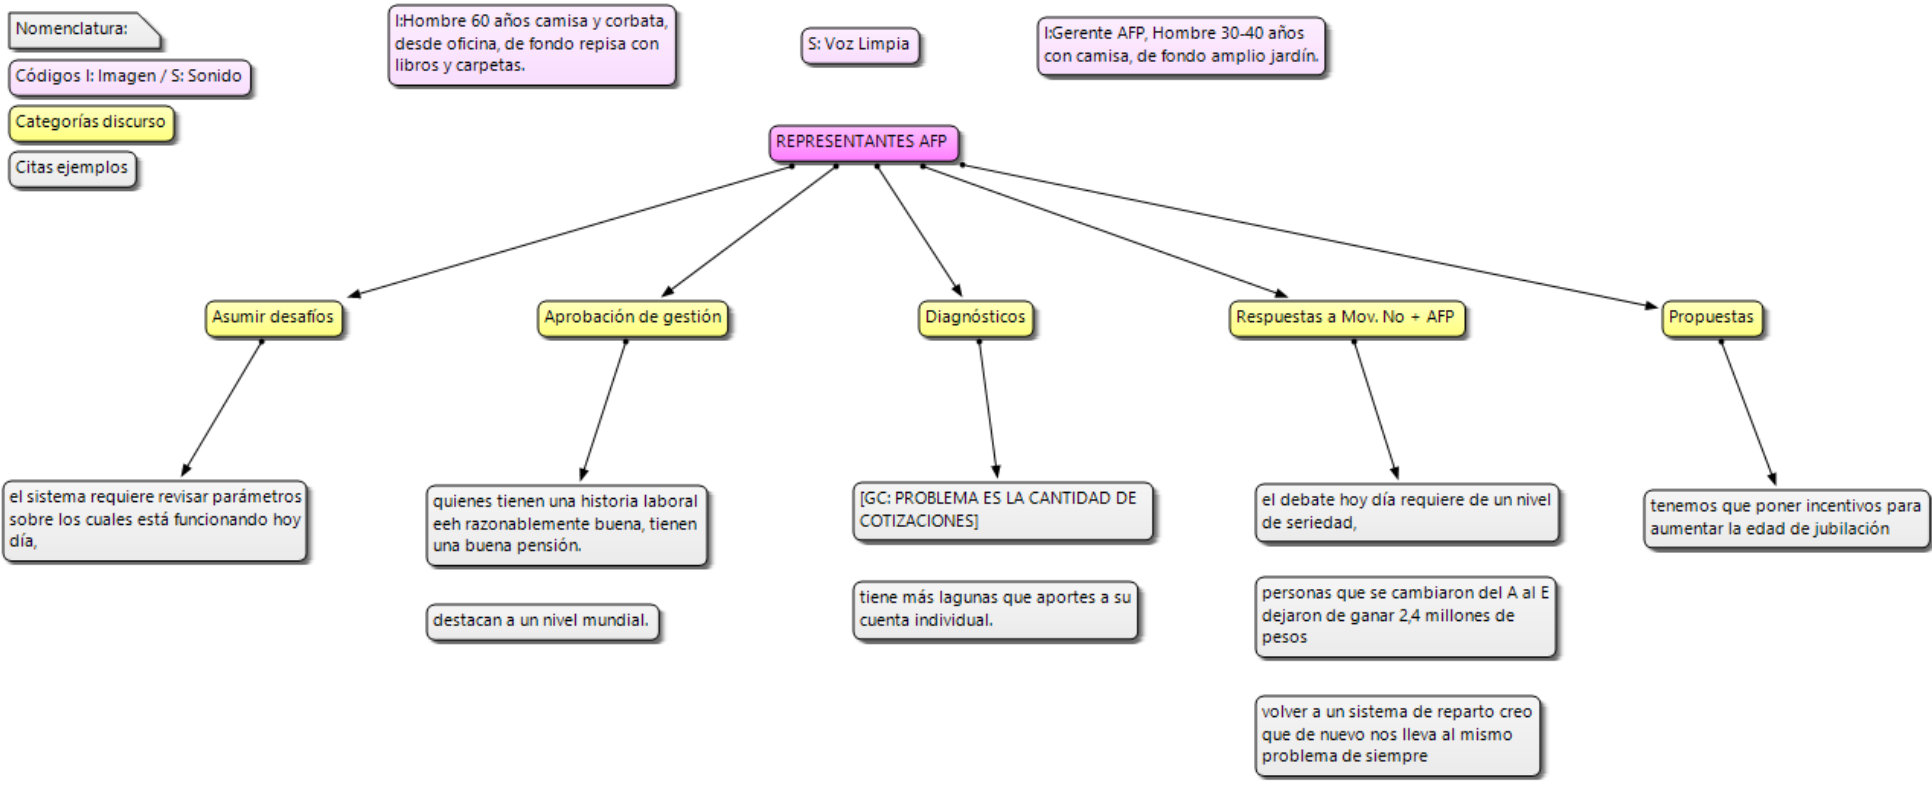 Nomenclatura:
Códigos I: Imagen / S: Sonido
Categorías discurso
Citas ejemplos
I:Hombre 60 años camisa y corbata,
desde oficina, de fondo repisa con
libros y carpetas.
S: Voz Limpia
I:Gerente AFP, Hombre 30-40 años
con camisa, de fondo amplio jardín.
REPRESENTANTES AFP
Asumir desafíos
Aprobación de gestión
Diagnósticos
Respuestas a Mov. No + AFP
Propuestas
el sistema requiere revisar parámetros
sobre los cuales está funcionando hoy
día,
quienes tienen una historia laboral
eeh razonablemente buena, tienen
una buena pensión.
destacan a un nivel mundial.
[GC: PROBLEMA ES LA CANTIDAD DE
COTIZACIONES]
tiene más lagunas que aportes a su
cuenta individual.
el debate hoy día requiere de un nivel
de seriedad,
personas que se cambiaron del A al E
dejaron de ganar 2,4 millones de
pesos
volver a un sistema de reparto creo
que de nuevo nos lleva al mismo
problema de siempre
tenemos que poner incentivos para
aumentar la edad de jubilación